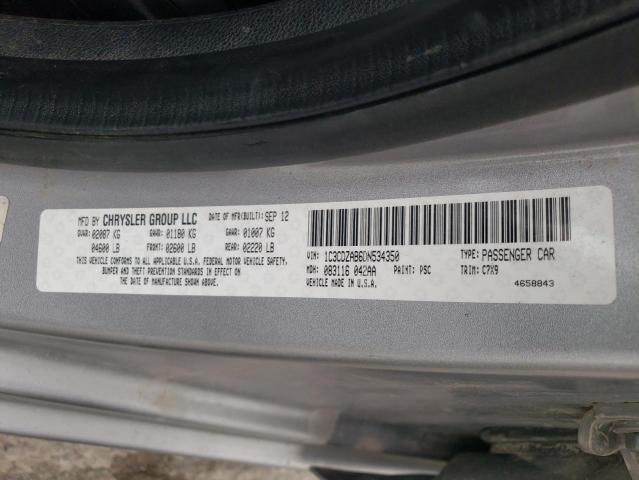 MFD BY CHRYSLER GROUP LLC DATE OF MFR(BUILT): SEP 12
GVWR: 02087 KG GAWR: 01180 KG GAWR: 01007 KG
04600 LB FRONT: 02600 LB REAR: 02220 LB
THIS VEHICLE CONFORMS TO ALL APPLICABLE FEDERAL MOTOR VEHICLE SAFETY,
BUMPER AND THEFT PREVENTION STANDARDS IN EFFECT ON
THE DATE OF MANUFACTURE SHOWN ABOVE.
VIN: 1C3CDZAB6DN534350 TYPE: PASSENGER CAR
MDH: 083116 042AA PAINT: PSC TRIM: C7X9
VEHICLE MADE IN U.S.A. 4658843